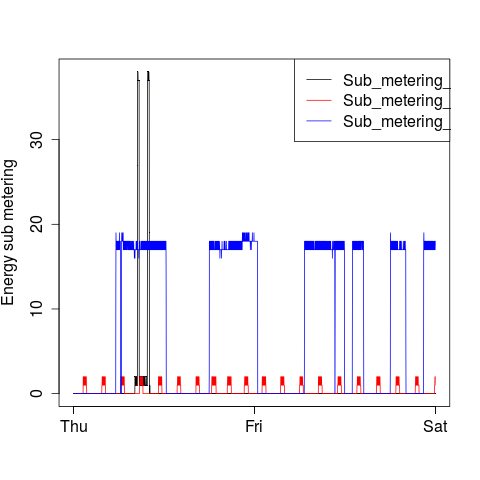 Sub_metering_
Sub_metering_
Sub_metering_
Energy sub metering
30
20
10
0
Thu Fri Sat